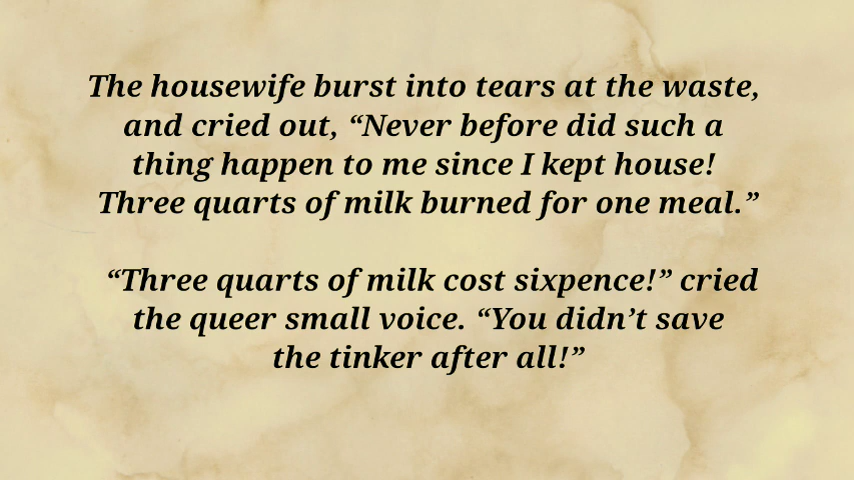 The housewife burst into tears at the waste,
and cried out, “Never before did such a
thing happen to me since I kept house!
Three quarts of milk burned for one meal.”
“Three quarts of milk cost sixpence!” cried
the queer small voice. “You didn’t save
the tinker after all!”